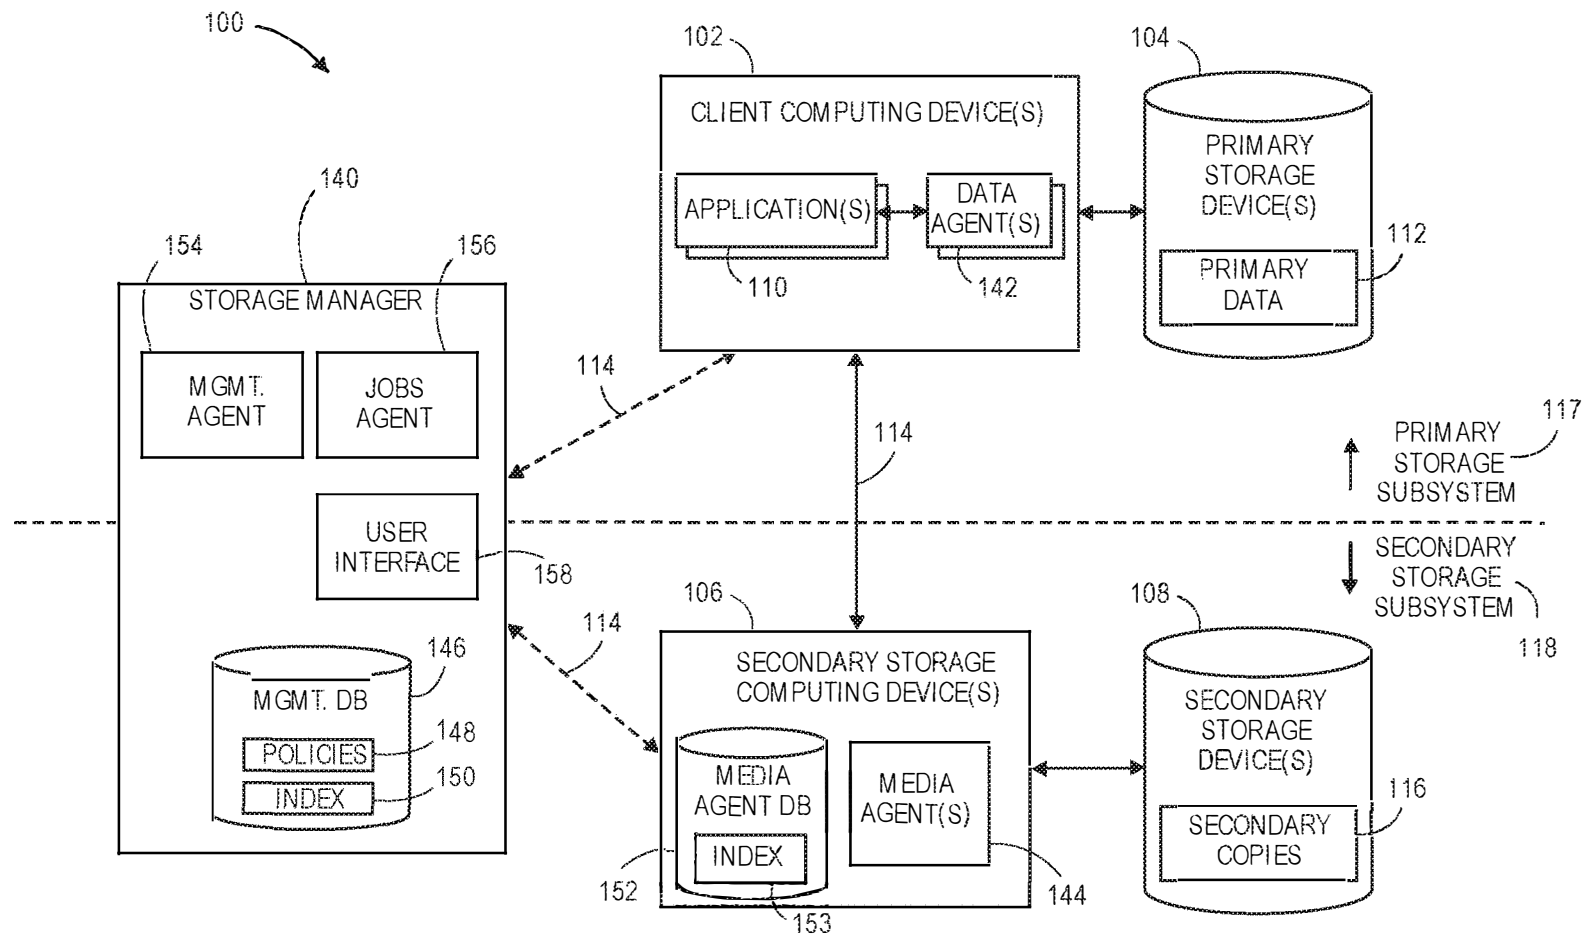 100
102
104
CLIENT COMPUTING DEVICE(S)
APPLICATION(S)
110
DATA
AGENT(S)
142
PRIMARY
STORAGE
DEVICE(S)
PRIMARY
DATA
112
140
154
156
STORAGE MANAGER
MGMT.
AGENT
JOBS
AGENT
USER
INTERFACE
158
114
114
114
PRIMARY
STORAGE
SUBSYSTEM
117
SECONDARY
STORAGE
SUBSYSTEM
118
146
MGMT. DB
POLICIES
148
INDEX
150
106
SECONDARY STORAGE
COMPUTING DEVICE(S)
MEDIA
AGENT DB
INDEX
152
153
MEDIA
AGENT(S)
144
108
SECONDARY
STORAGE
DEVICE(S)
SECONDARY
COPIES
116